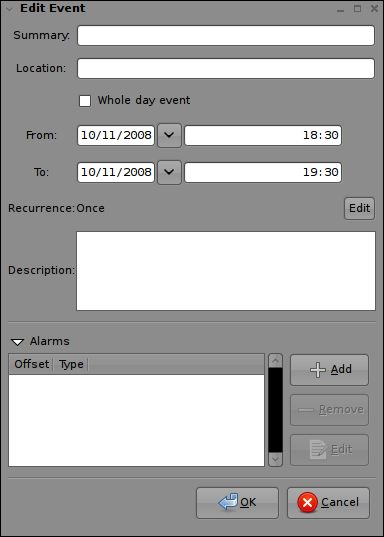 Edit Event
Summary:
Location:
Whole day event
From: 10/11/2008 18:30
To: 10/11/2008 19:30
Recurrence: Once Edit
Description:
Alarms
Offset Type
Add
Remove
Edit
OK Cancel